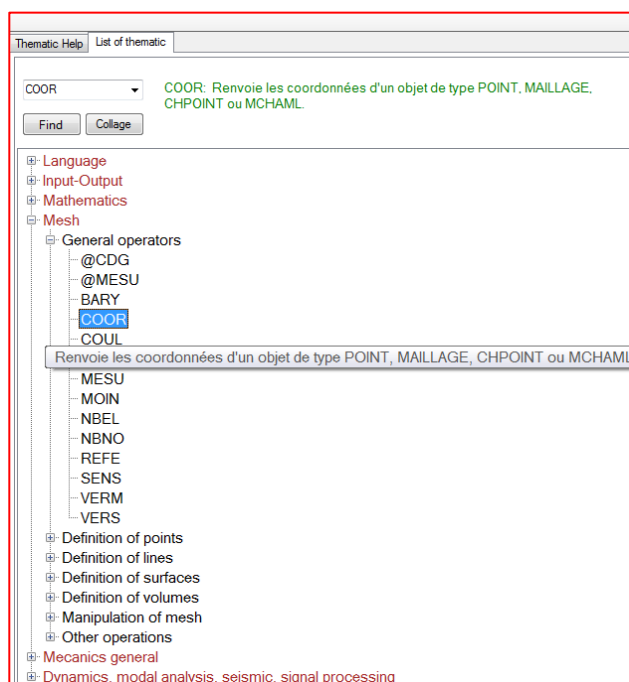 Thematic Help
List of thematic
COOR
COOR: Renvoie les coordonnées d'un objet de type POINT, MAILLAGE,
CHPOINT ou MCHAML.
Find
Collage
Language
Input-Output
Mathematics
Mesh
General operators
@CDG
@MESU
BARY
COOR
COUL
Renvoie les coordonnées d'un objet de type POINT, MAILLAGE, CHPOINT ou MCHAML
MESU
MOIN
NBEL
NBNO
REFE
SENS
VERM
VERS
Definition of points
Definition of lines
Definition of surfaces
Definition of volumes
Manipulation of mesh
Other operations
Mecanics general
Dynamics, modal analysis, seismic, signal processing